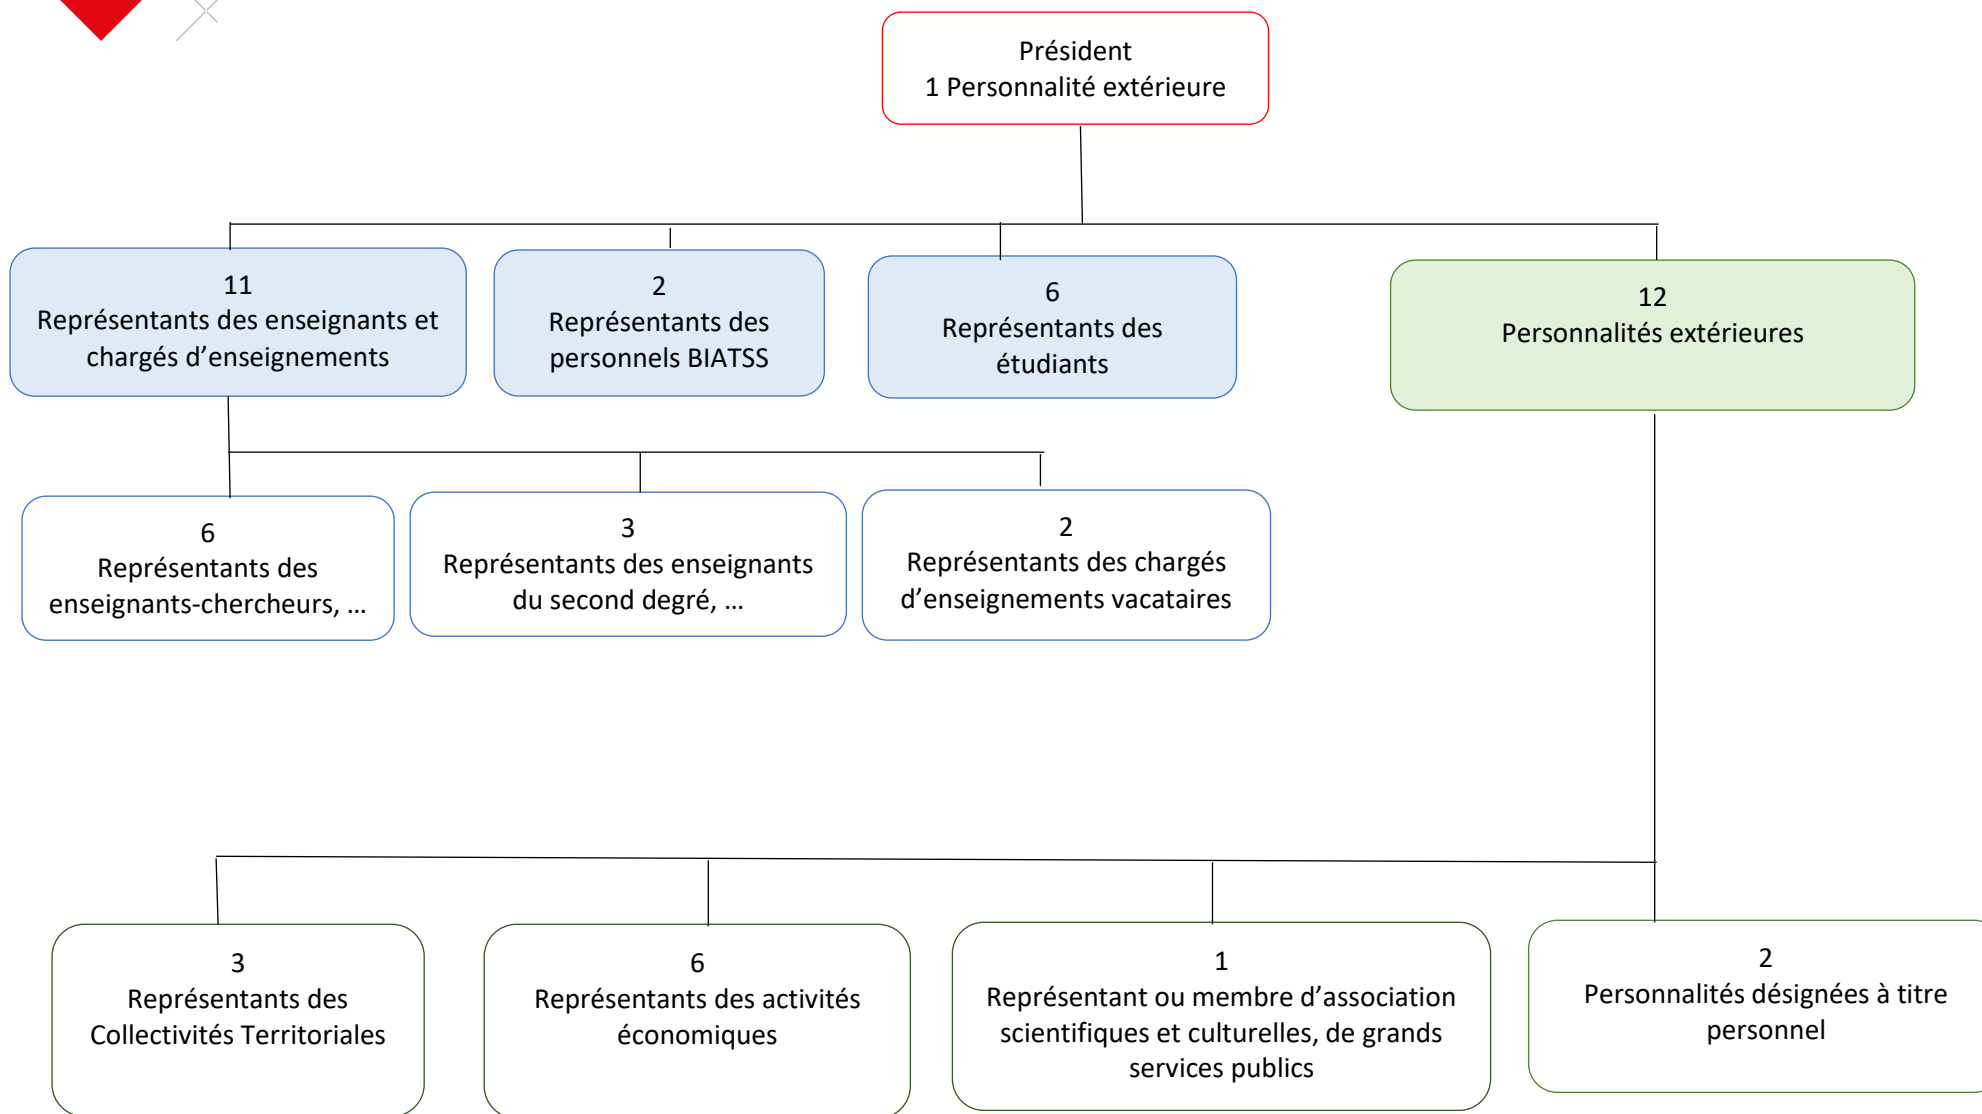 Président
1 Personnalité extérieure
11
Représentants des enseignants et
chargés d’enseignements
2
Représentants des
personnels BIATSS
6
Représentants des
étudiants
12
Personnalités extérieures
6
Représentants des
enseignants-chercheurs, …
3
Représentants des enseignants
du second degré, …
2
Représentants des chargés
d’enseignements vacataires
3
Représentants des
Collectivités Territoriales
6
Représentants des activités
économiques
1
Représentant ou membre d’association
scientifiques et culturelles, de grands
services publics
2
Personnalités désignées à titre
personnel